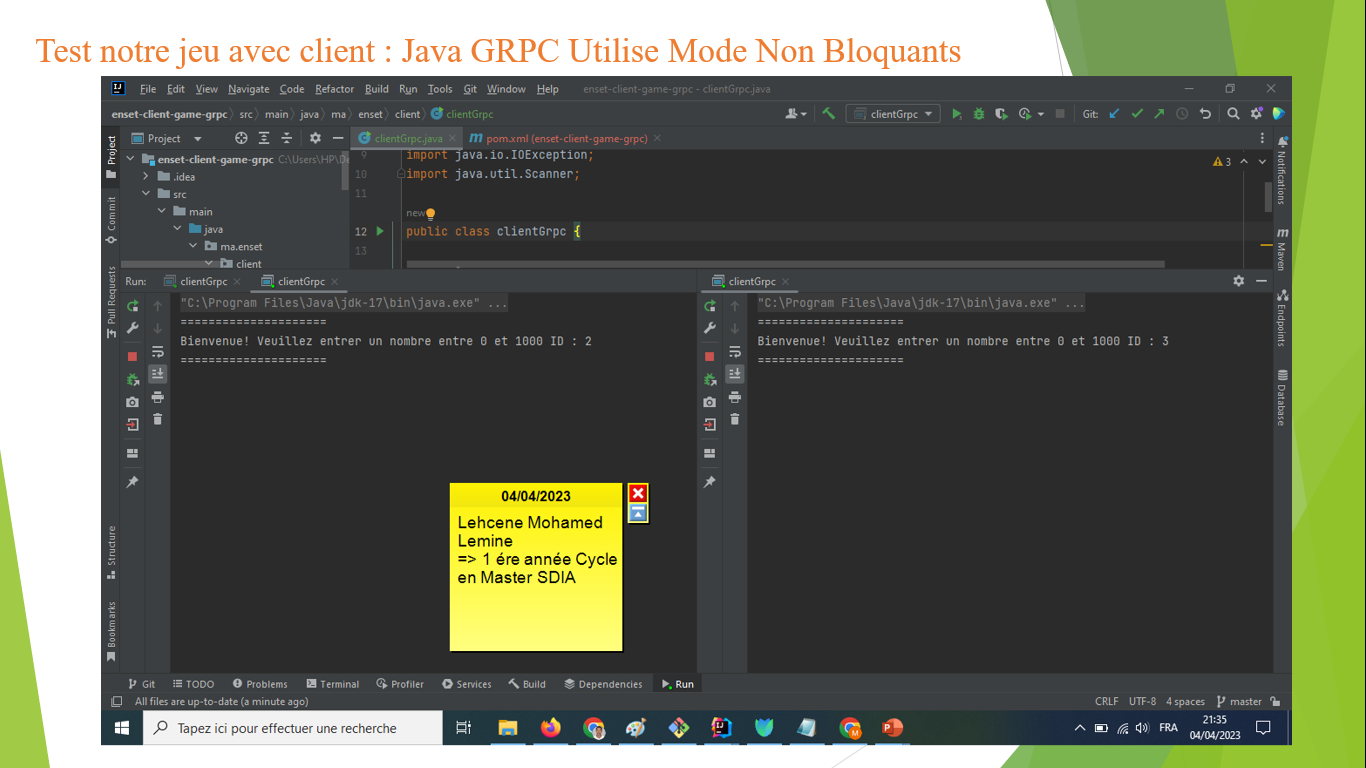 Test notre jeu avec client : Java GRPC Utilise Mode Non Bloquants
File Edit View Navigate Code Refactor Build Run Tools Git Window Help enset-client-game-grpc - clientGrpc.java
enset-client-game-grpc src main java ma enset client clientGrpc clientGrpc Git:
Project clientGrpc.java pom.xml (enset-client-game-grpc)
enset-client-game-grpc C:\Users\HP\De
.idea
src
main
java
ma.enset
client
9 import java.io.IOException;
10 import java.util.Scanner;
11
new
12 public class clientGrpc {
13
3
Project
Commit
Pull Requests
Structure
Bookmarks
Notifications
Maven
Endpoints
Database
Run: clientGrpc clientGrpc
"C:\Program Files\Java\jdk-17\bin\java.exe" ...
=====================
Bienvenue! Veuillez entrer un nombre entre 0 et 1000 ID : 2
=====================
clientGrpc
"C:\Program Files\Java\jdk-17\bin\java.exe" ...
=====================
Bienvenue! Veuillez entrer un nombre entre 0 et 1000 ID : 3
=====================
04/04/2023
Lehcene Mohamed
Lemine
=> 1 ére année Cycle
en Master SDIA
Git TODO Problems Terminal Profiler Services Build Dependencies Run
All files are up-to-date (a minute ago) CRLF UTF-8 4 spaces master
Tapez ici pour effectuer une recherche
FRA
21:35
04/04/2023